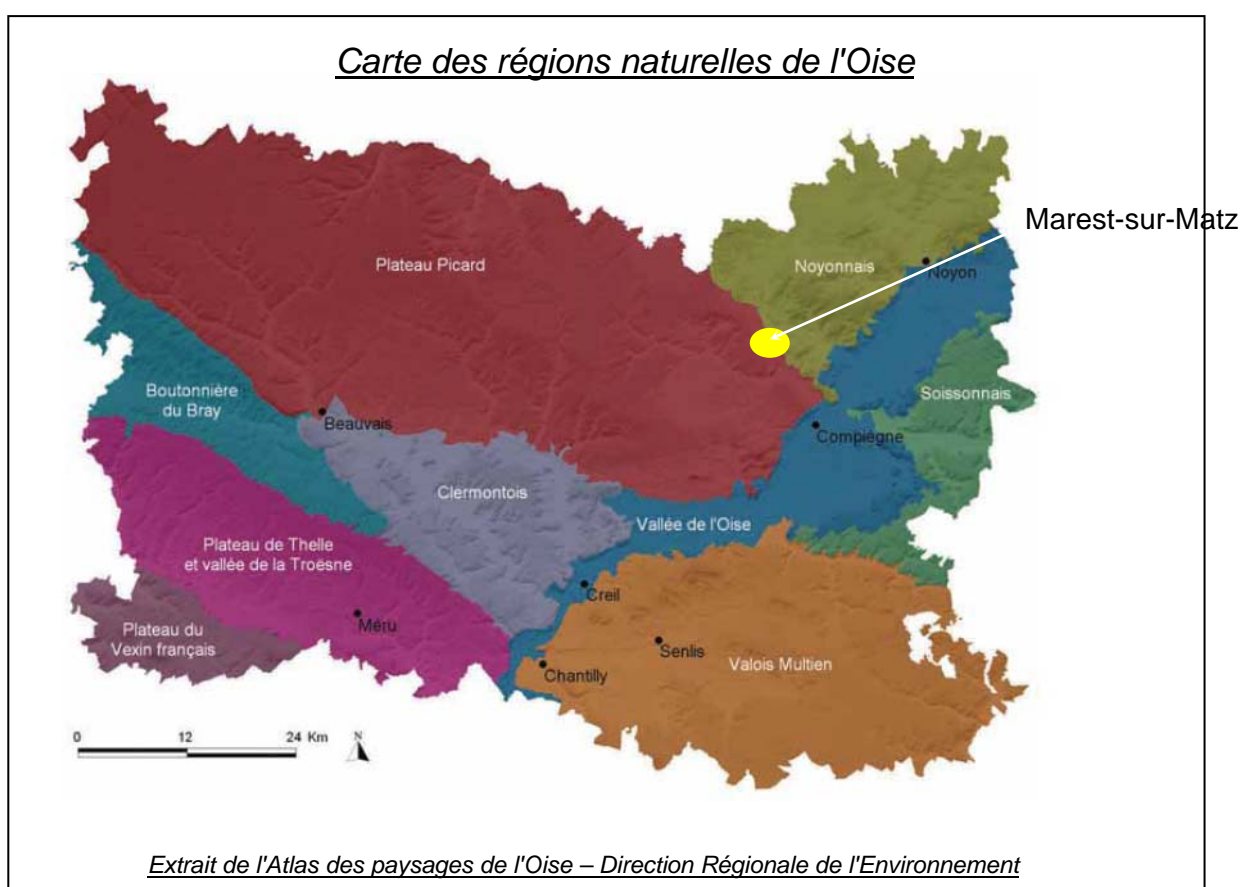 Carte des régions naturelles de l'Oise
Marest-sur-Matz
Plateau Picard
Noyonnais
Noyon
Boutonnière
du Bray
Beauvais
Soissonnais
Compiègne
Clermontois
Vallée de l'Oise
Plateau de Thelle
et vallée de la Troësne
Creil
Méru
Plateau du
Vexin français
Senlis
Valois Multien
Chantilly
0 12 24 Km N
Extrait de l'Atlas des paysages de l'Oise – Direction Régionale de l'Environnement